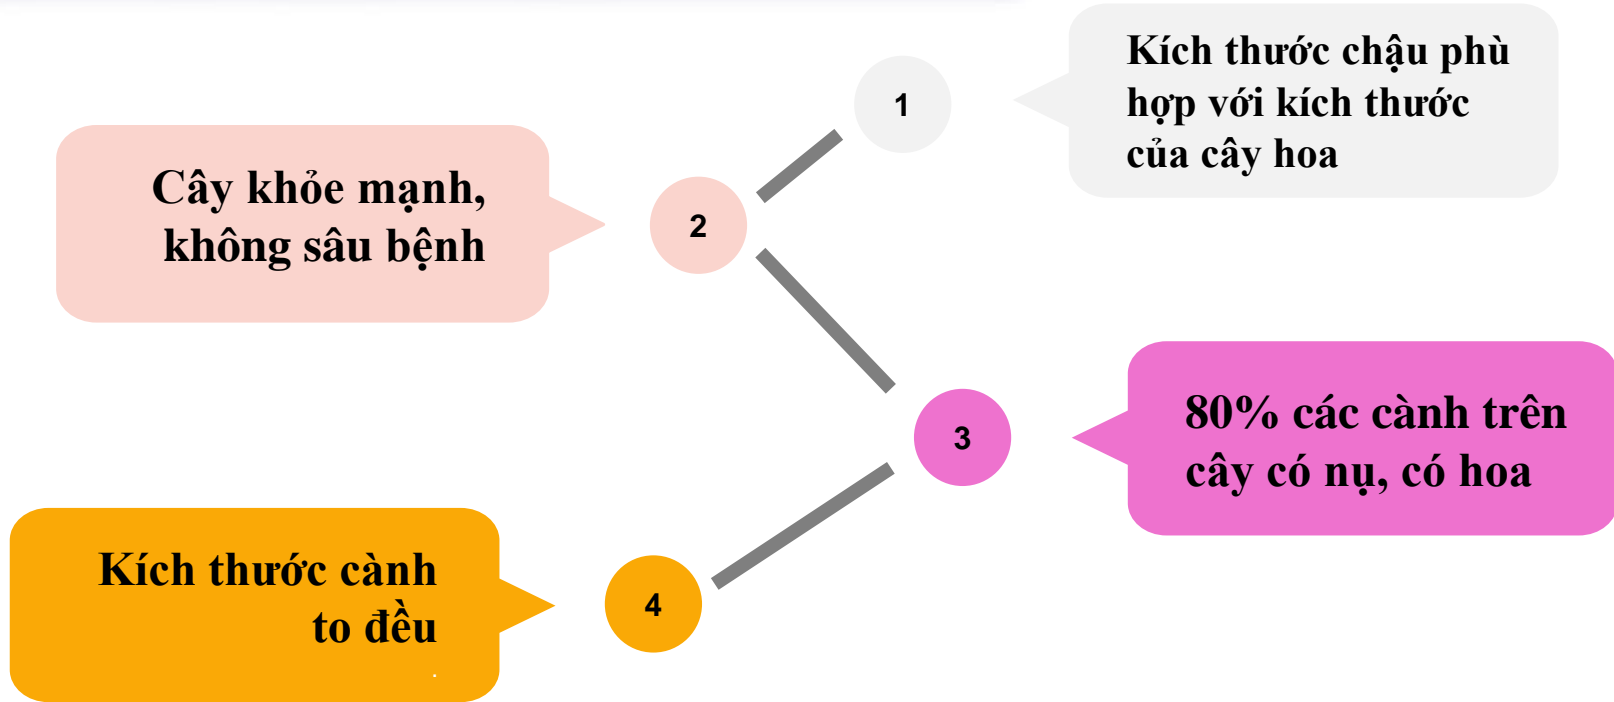 1
Kích thước chậu phù
hợp với kích thước
của cây hoa
Cây khỏe mạnh,
không sâu bệnh
2
3
80% các cành trên
cây có nụ, có hoa
Kích thước cành
to đều
.
4